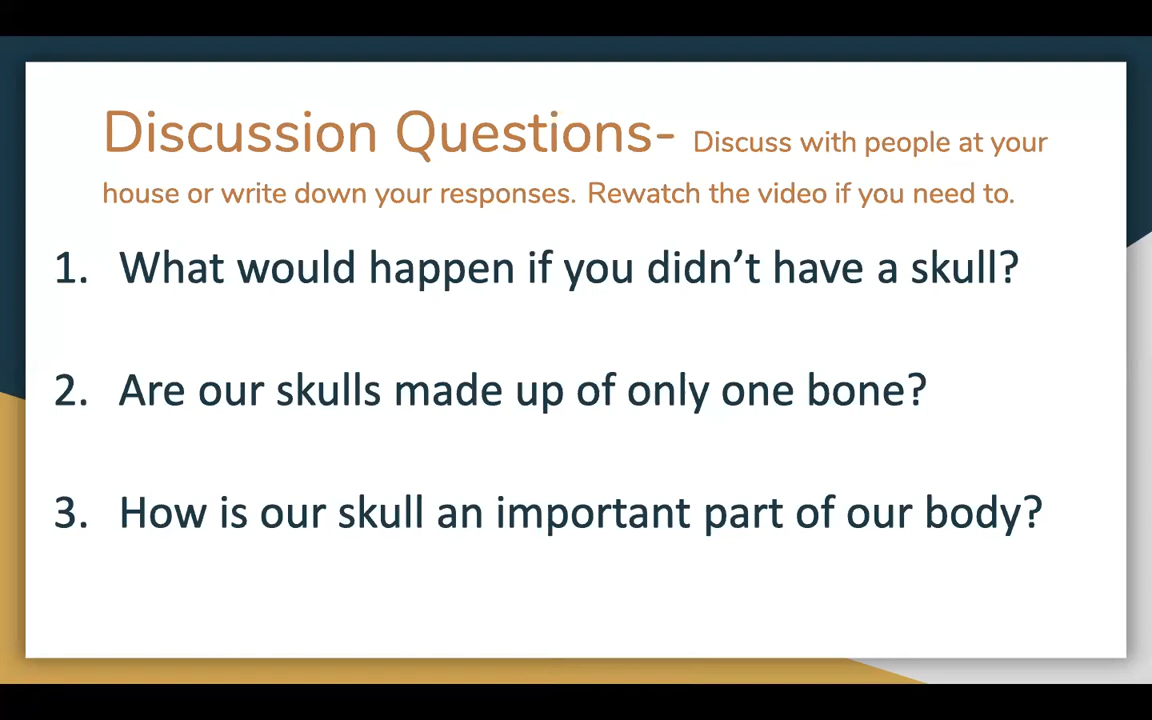 Discussion Questions- Discuss with people at your
house or write down your responses. Rewatch the video if you need to.
1. What would happen if you didn’t have a skull?
2. Are our skulls made up of only one bone?
3. How is our skull an important part of our body?